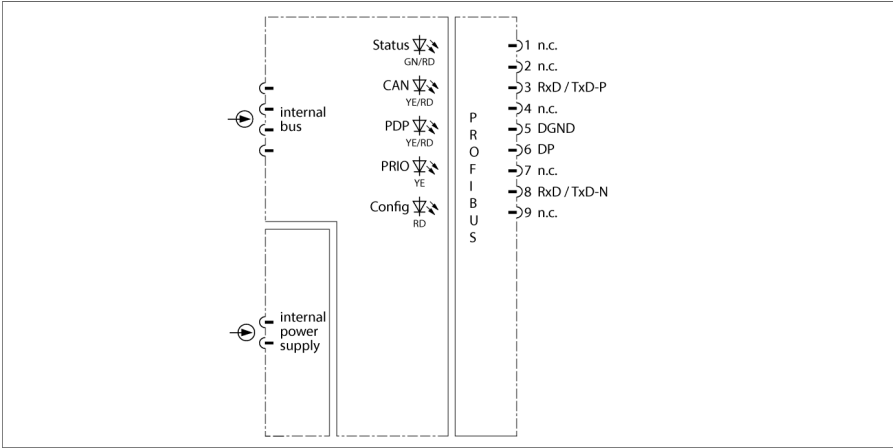 Status
GN/RD
CAN
YE/RD
PDP
YE/RD
PRIO
YE
Config
RD
internal
bus
internal
power
supply
P
R
O
F
I
B
U
S
1 n.c.
2 n.c.
3 RxD / TxD-P
4 n.c.
5 DGND
6 DP
7 n.c.
8 RxD / TxD-N
9 n.c.